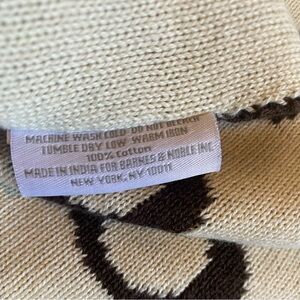 MACHINE WASH COLD DO NOT BLEACH
TUMBLE DRY LOW WARM IRON
100% Cotton
MADE IN INDIA FOR BARNES & NOBLE INC.
NEW YORK, NY 10011